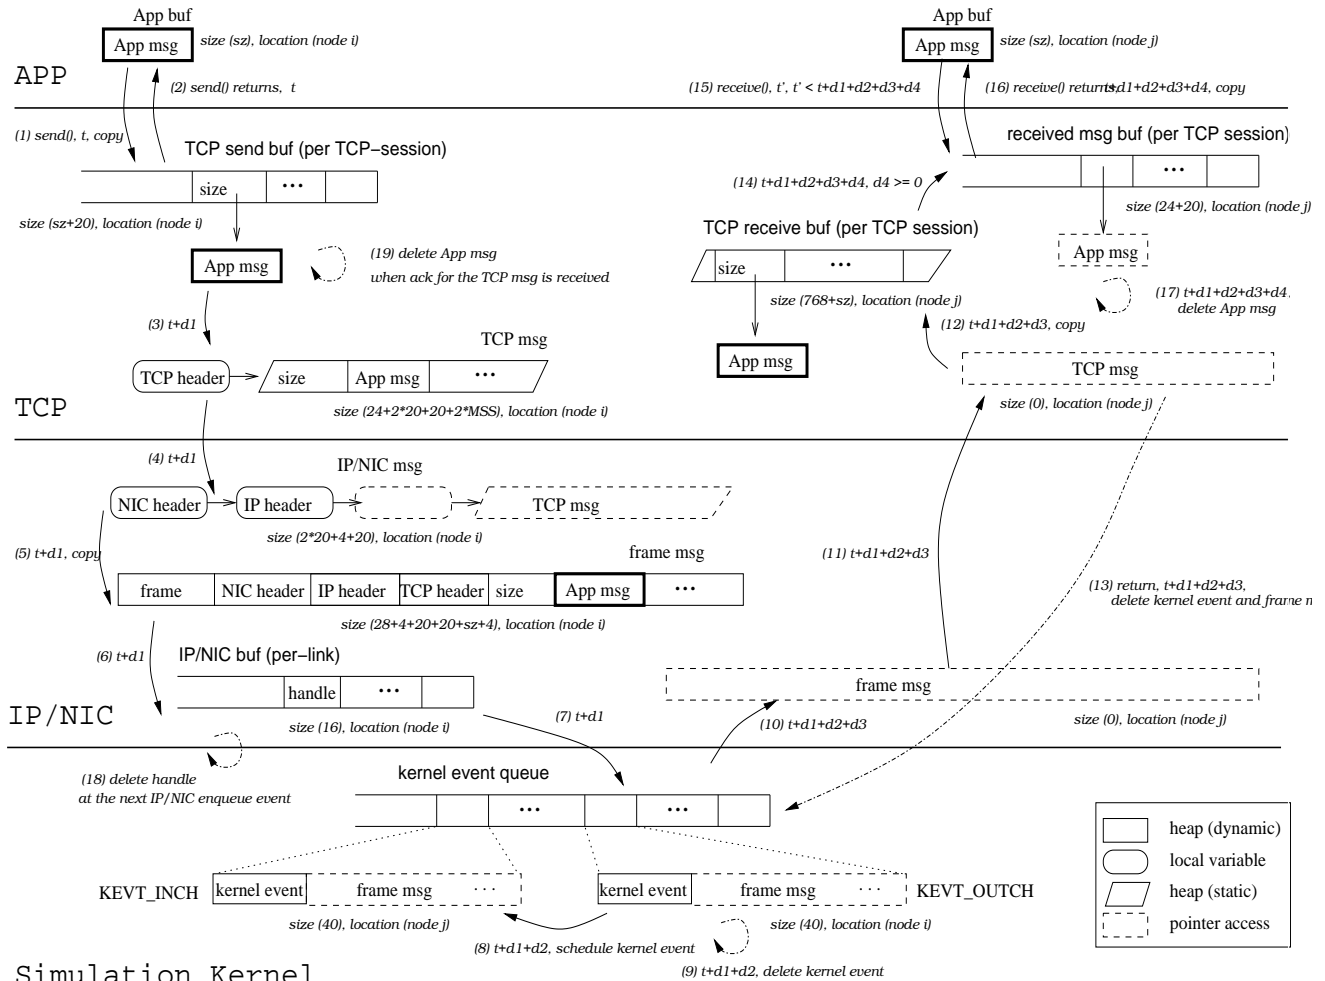 App buf
App msg
size (sz), location (node i)
App buf
App msg
size (sz), location (node j)
APP
(2) send() returns, t
(15) receive(), t', t' < t+d1+d2+d3+d4
(16) receive() returns, t+d1+d2+d3+d4, copy
(1) send(), t, copy
TCP send buf (per TCP-session)
received msg buf (per TCP session)
size
...
...
(14) t+d1+d2+d3+d4, d4 >= 0
size (sz+20), location (node i)
size (24+20), location (node j)
TCP receive buf (per TCP session)
App msg
(19) delete App msg
when ack for the TCP msg is received
size
...
App msg
size (768+sz), location (node j)
(17) t+d1+d2+d3+d4,
delete App msg
(3) t+d1
(12) t+d1+d2+d3, copy
TCP msg
App msg
TCP msg
TCP header
size
App msg
...
size (24+2*20+20+2*MSS), location (node i)
size (0), location (node j)
TCP
(4) t+d1
IP/NIC msg
NIC header
IP header
TCP msg
size (2*20+4+20), location (node i)
(5) t+d1, copy
frame msg
(11) t+d1+d2+d3
frame
NIC header
IP header
TCP header
size
App msg
...
(13) return, t+d1+d2+d3,
delete kernel event and frame m
size (28+4+20+20+sz+4), location (node i)
(6) t+d1
IP/NIC buf (per-link)
handle
...
frame msg
IP/NIC
size (16), location (node i)
(7) t+d1
(10) t+d1+d2+d3
size (0), location (node j)
(18) delete handle
at the next IP/NIC enqueue event
kernel event queue
...
...
heap (dynamic)
local variable
heap (static)
pointer access
KEVT_INCH
kernel event
frame msg
...
kernel event
frame msg
...
KEVT_OUTCH
size (40), location (node j)
size (40), location (node i)
(8) t+d1+d2, schedule kernel event
(9) t+d1+d2, delete kernel event
Simulation Kernel